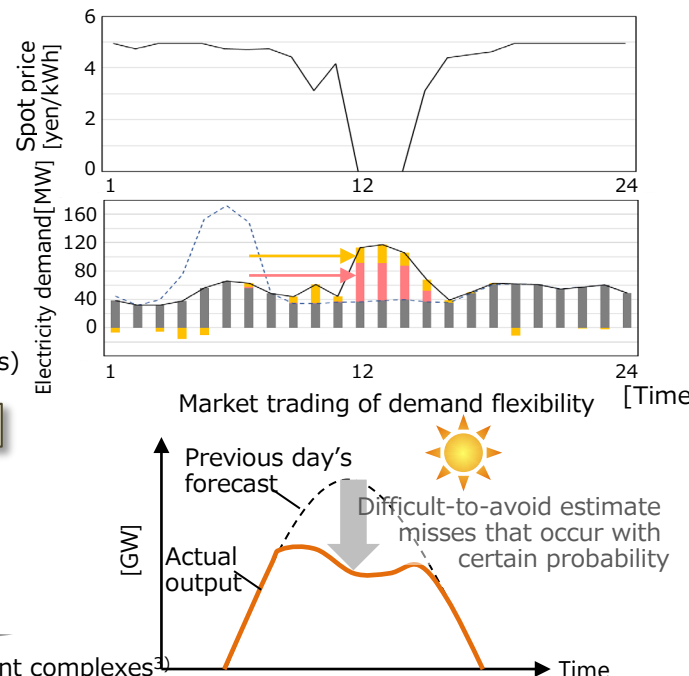 Spot price
[yen/kWh]
6
4
2
0
1
12
24
Electricity demand[MW]
160
120
80
40
0
1
12
24
s)
Market trading of demand flexibility
[Time
Previous day's
forecast
Difficult-to-avoid estimate
misses that occur with
certain probability
[GW]
Actual
output
nt complexes³⁾
Time